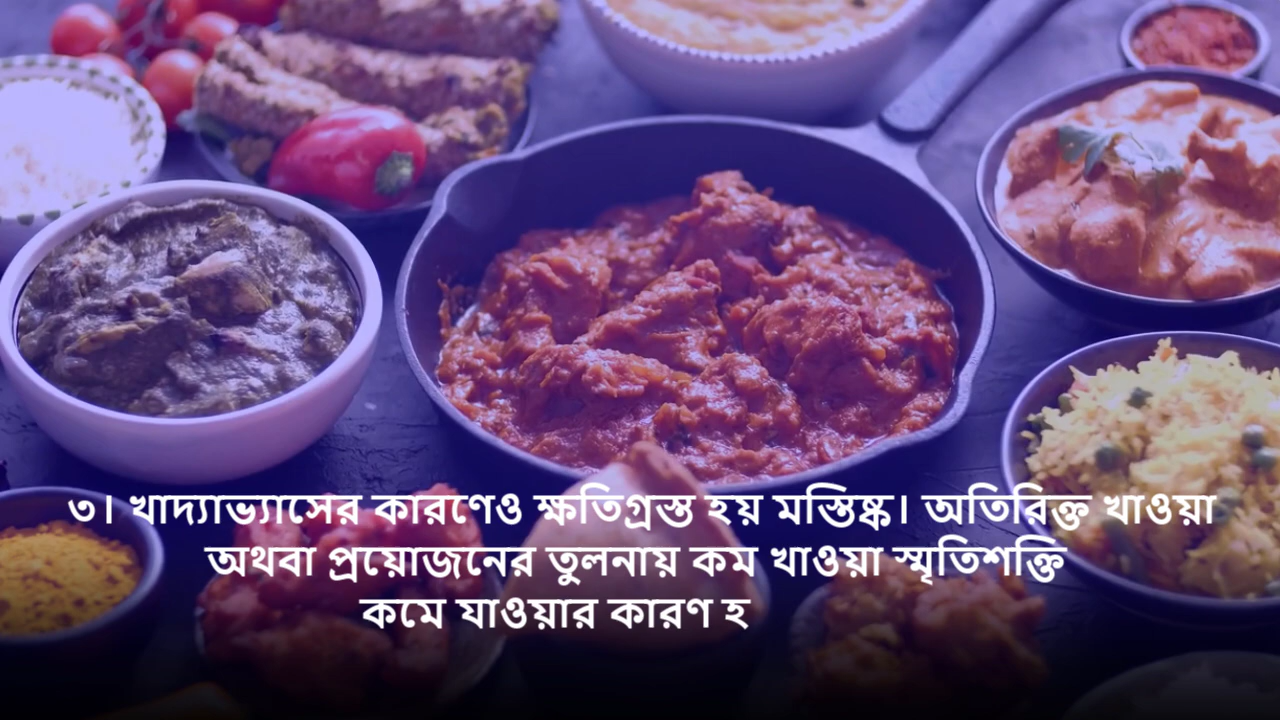 ৩। খাদ্যাভ্যাসের কারণেও ক্ষতিগ্রস্ত হয় মস্তিষ্ক। অতিরিক্ত খাওয়া
অথবা প্রয়োজনের তুলনায় কম খাওয়া স্মৃতিশক্তি
কমে যাওয়ার কারণ হ